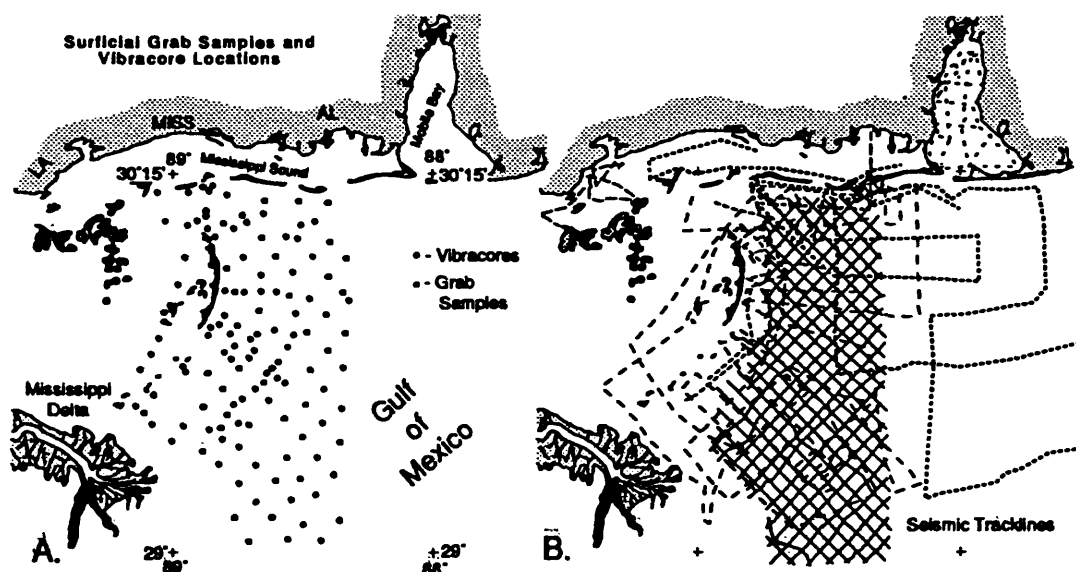 Surficial Grab Samples and
Vibracore Locations
MISS
AL
LA
Mobile Bay
89°
Mississippi Sound
88°
30°15'+
±30°15'
• - Vibracores
• - Grab
Samples
Mississippi
Delta
Gulf
of
Mexico
A.
29°+
89°
+29°
88°
B.
Seismic Tracklines
+
+